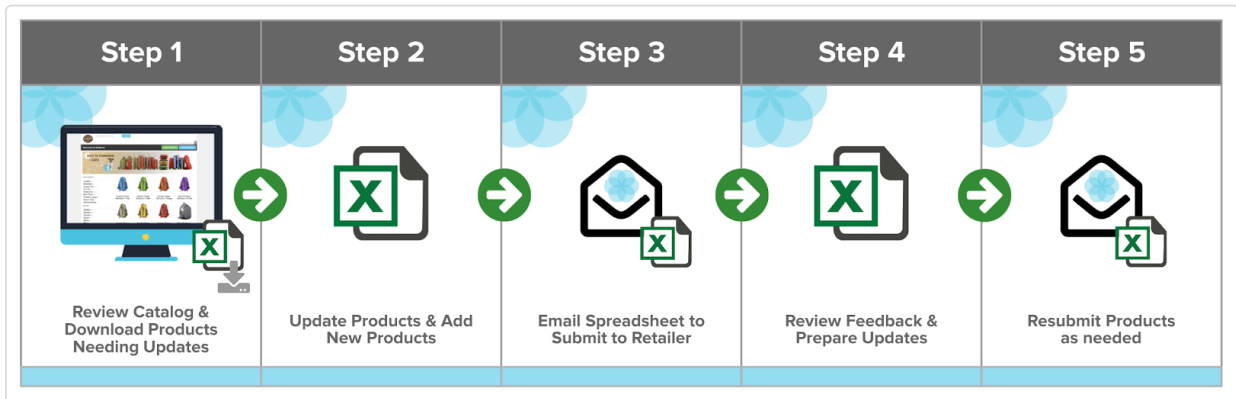 Step 1
Step 2
Step 3
Step 4
Step 5
X
X
X
X
X
Review Catalog &
Download Products
Needing Updates
Update Products & Add
New Products
Email Spreadsheet to
Submit to Retailer
Review Feedback &
Prepare Updates
Resubmit Products
as needed